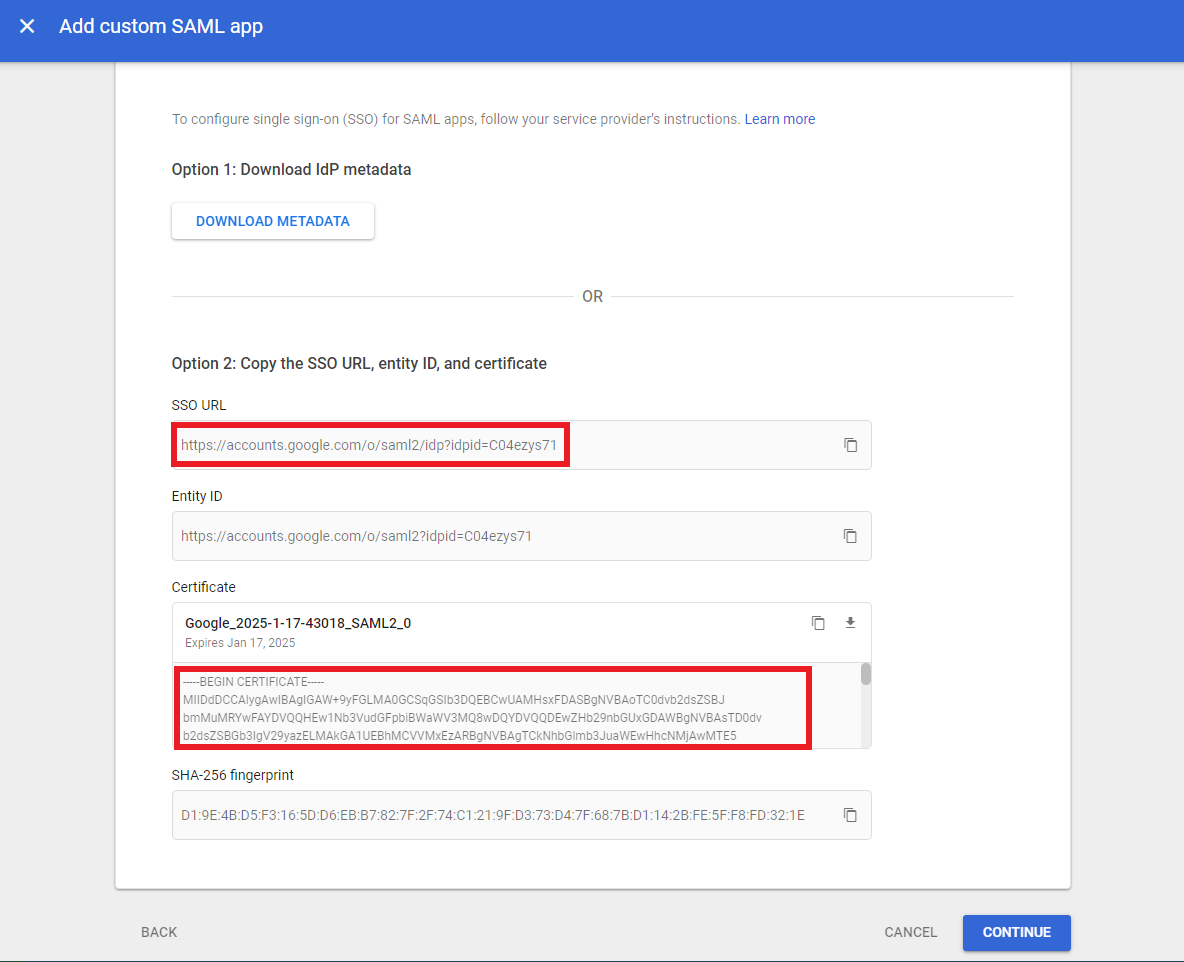 Add custom SAML app
To configure single sign-on (SSO) for SAML apps, follow your service provider's instructions. Learn more
Option 1: Download IdP metadata
DOWNLOAD METADATA
OR
Option 2: Copy the SSO URL, entity ID, and certificate
SSO URL
https://accounts.google.com/o/saml2/idp?idpid=C04ezys71
Entity ID
https://accounts.google.com/o/saml2?idpid=C04ezys71
Certificate
Google_2025-1-17-43018_SAML2_0
Expires Jan 17, 2025
-----BEGIN CERTIFICATE-----
MIIDdDCCAlygAwIBAgIGAW+9yFGLMA0GCSqGSIb3DQEBCwUAMHsxFDASBgNVBAoTC0dvb2dsZSBJ
bmMuMRYwFAYDVQQHEw1Nb3VudGFpbiBWaWV3MQ8wDQYDVQQDEwZHb29nbGUxGDAWBgNVBAsTD0dv
b2dsZSBGb3IgV29yazELMAkGA1UEBhMCVVMxEzARBgNVBAgTCkNhbGlmb3JuaWEwHhcNMjAwMTE5
SHA-256 fingerprint
D1:9E:4B:D5:F3:16:5D:D6:EB:B7:82:7F:2F:74:C1:21:9F:D3:73:D4:7F:68:7B:D1:14:2B:FE:5F:F8:FD:32:1E
BACK
CANCEL
CONTINUE